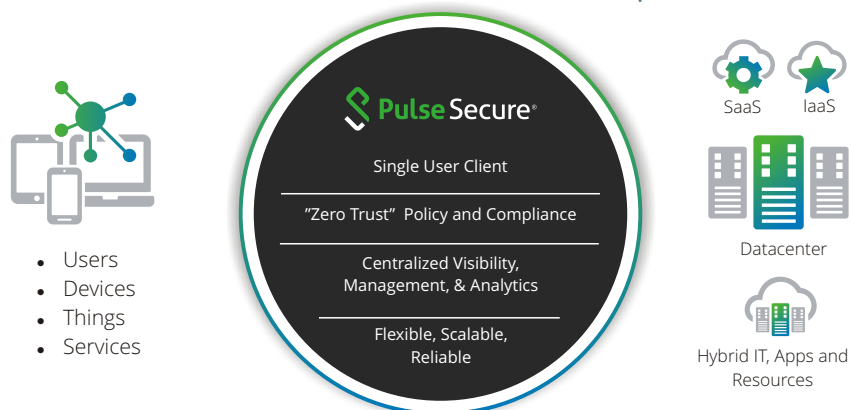 Pulse Secure®
Single User Client
”Zero Trust” Policy and Compliance
Centralized Visibility,
Management, & Analytics
Flexible, Scalable,
Reliable
• Users
• Devices
• Things
• Services
SaaS
IaaS
Datacenter
Hybrid IT, Apps and
Resources